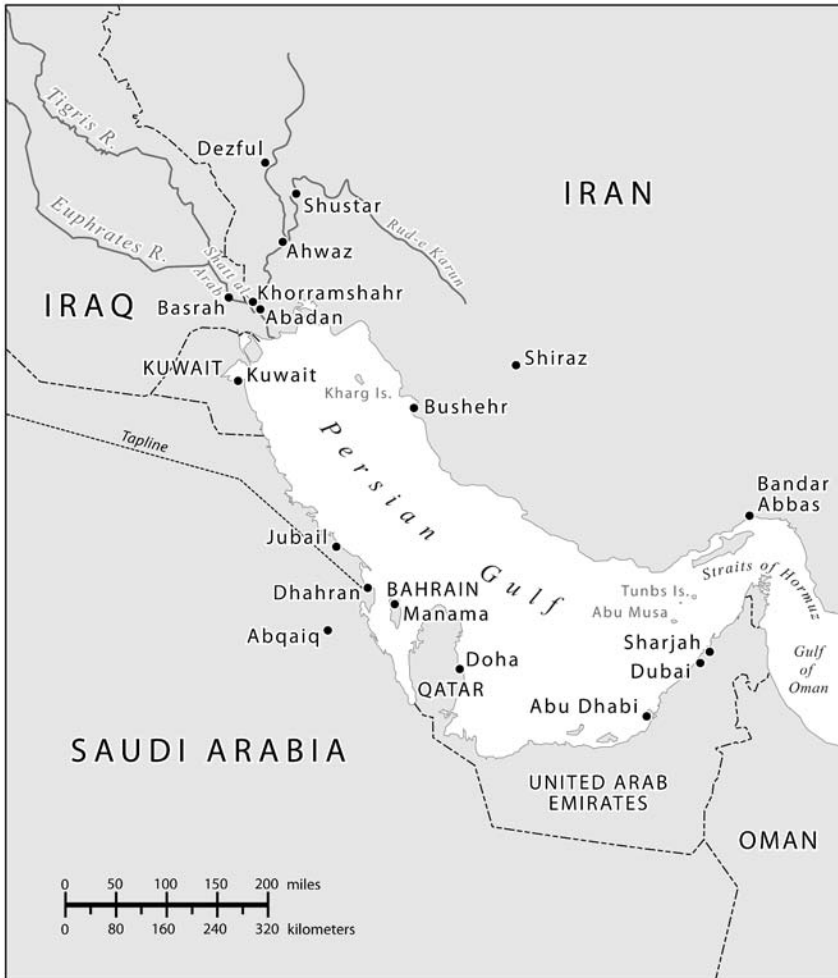 Tigris R.
Dezful
IRAN
Shustar
Euphrates R.
Rud-e Karun
Ahwaz
Shatt al-
Arab
Khorramshahr
IRAQ
Basrah
Abadan
Shiraz
KUWAIT
Kuwait
Kharg Is.
Bushehr
Tapline
Persian
Gulf
Bandar
Abbas
Jubail
Straits of Hormuz
Dhahran
BAHRAIN
Manama
Tunbs Is.
Abu Musa
Abqaiq
Sharjah
Dubai
Gulf
of
Oman
Doha
QATAR
Abu Dhabi
SAUDI ARABIA
UNITED ARAB
EMIRATES
OMAN
0 50 100 150 200 miles
0 80 160 240 320 kilometers